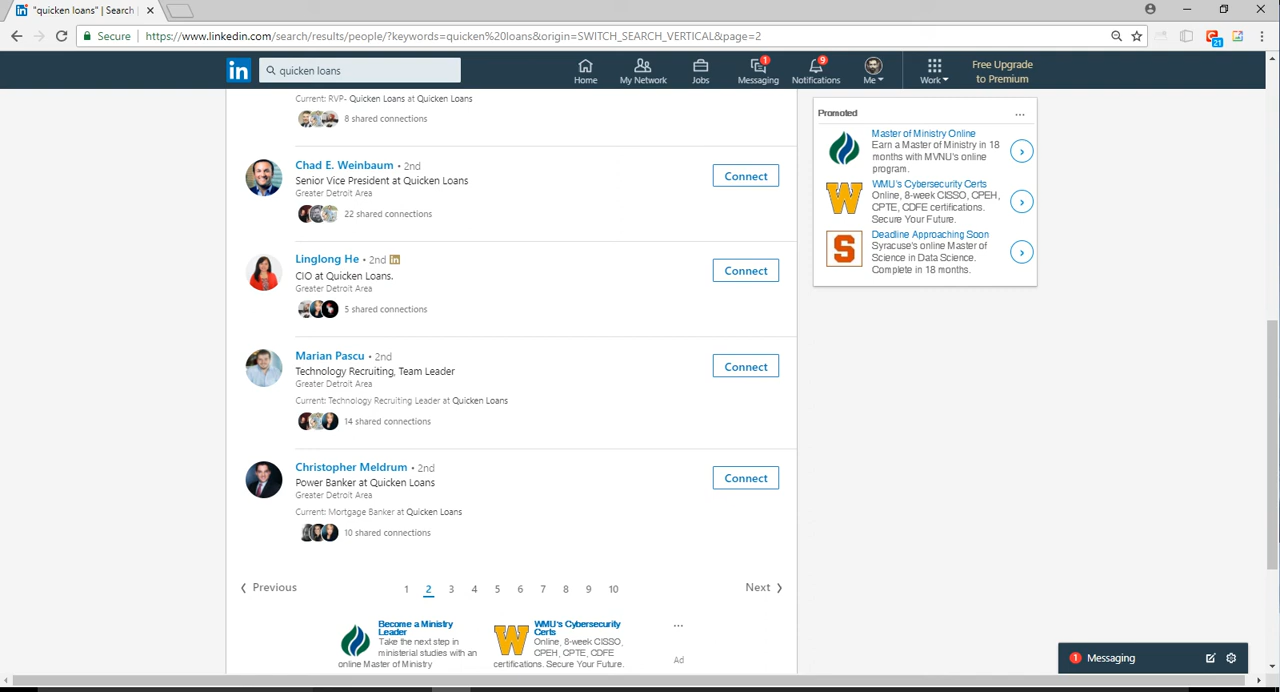 "quicken loans" | Search
Secure
https://www.linkedin.com/search/results/people/?keywords=quicken%20loans&origin=SWITCH_SEARCH_VERTICAL&page=2
21
in
quicken loans
Home
My Network
Jobs
1
Messaging
9
Notifications
Me
Work
Free Upgrade
to Premium
Current: RVP- Quicken Loans at Quicken Loans
8 shared connections
Chad E. Weinbaum • 2nd
Senior Vice President at Quicken Loans
Greater Detroit Area
22 shared connections
Connect
Linglong He • 2nd in
CIO at Quicken Loans.
Greater Detroit Area
5 shared connections
Connect
Marian Pascu • 2nd
Technology Recruiting, Team Leader
Greater Detroit Area
Current: Technology Recruiting Leader at Quicken Loans
14 shared connections
Connect
Christopher Meldrum • 2nd
Power Banker at Quicken Loans
Greater Detroit Area
Current: Mortgage Banker at Quicken Loans
10 shared connections
Connect
Previous 1 2 3 4 5 6 7 8 9 10 Next
Become a Ministry
Leader
Take the next step in
ministerial studies with an
online Master of Ministry
W
WMU's Cybersecurity
Certs
Online, 8-week CISSO,
CPEH, CPTE, CDFE
certifications. Secure Your Future.
...
Ad
Promoted ...
Master of Ministry Online
Earn a Master of Ministry in 18
months with MVNU's online
program.
W
WMU's Cybersecurity Certs
Online, 8-week CISSO, CPEH,
CPTE, CDFE certifications.
Secure Your Future.
S
Deadline Approaching Soon
Syracuse's online Master of
Science in Data Science.
Complete in 18 months.
1 Messaging